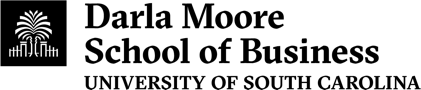 Darla Moore
School of Business
UNIVERSITY OF SOUTH CAROLINA